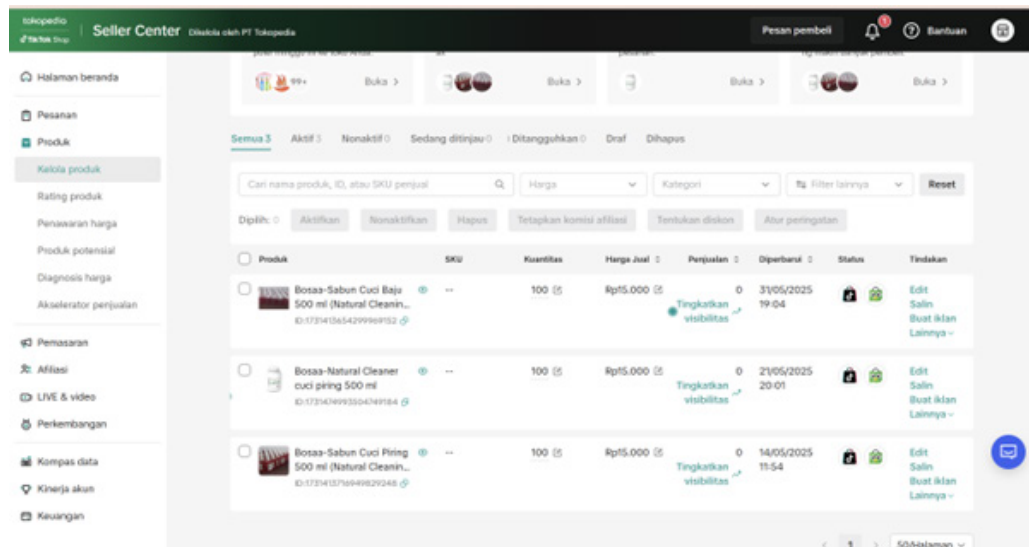 tokopedia
TikTok Shop
Seller Center Dikelola oleh PT Tokopedia
Pesan pembeli
1
Bantuan
Halaman beranda
Pesanan
Produk
Kelola produk
Rating produk
Penawaran harga
Produk potensial
Diagnosis harga
Akselerator penjualan
Pemasaran
Afiliasi
LIVE & video
Perkembangan
Kompas data
Kinerja akun
Keuangan
99+ Buka > Buka > Buka > Buka >
Semua 3 Aktif 3 Nonaktif 0 Sedang ditinjau 0 Ditangguhkan 0 Draf Dihapus
Cari nama produk, ID, atau SKU penjual Harga Kategori Filter lainnya Reset
Dipilih: 0 Aktifkan Nonaktifkan Hapus Tetapkan komisi afiliasi Tentukan diskon Atur peringatan
Produk SKU Kuantitas Harga Jual Penjualan Diperbarui Status Tindakan
Bosaa-Sabun Cuci Baju -- 100 Rp15.000 0 31/05/2025 Edit
500 ml (Natural Cleanin... Tingkatkan 19:04 Salin
visibilitas Buat iklan
Lainnya
Bosaa-Natural Cleaner -- 100 Rp15.000 0 21/05/2025 Edit
cuci piring 500 ml Tingkatkan 20:01 Salin
visibilitas Buat iklan
Lainnya
Bosaa-Sabun Cuci Piring -- 100 Rp15.000 0 14/05/2025 Edit
500 ml (Natural Cleanin... Tingkatkan 11:54 Salin
visibilitas Buat iklan
Lainnya
< 1 > 50/Halaman